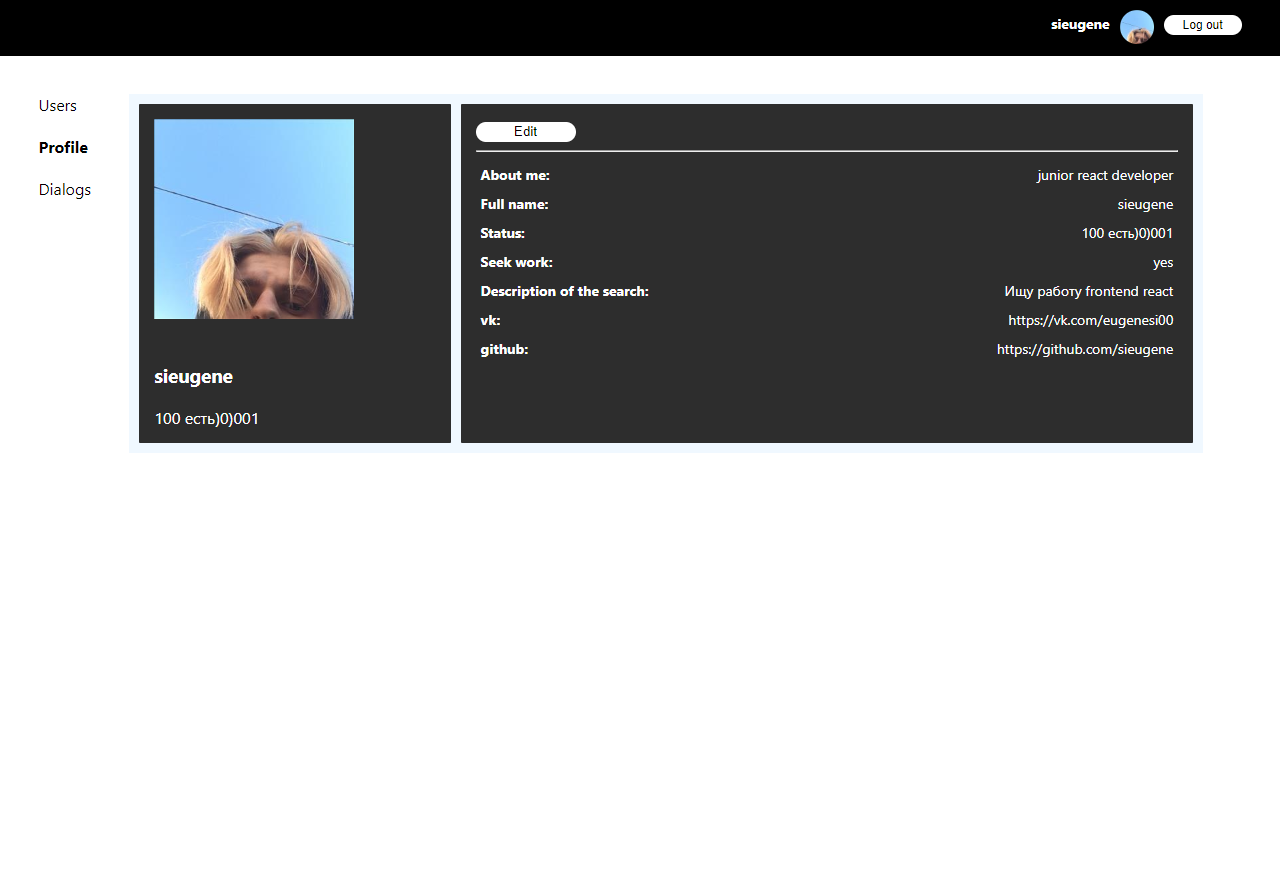 sieugene Log out
Users
Profile
Dialogs
sieugene
100 есть)0)001
Edit
About me: junior react developer
Full name: sieugene
Status: 100 есть)0)001
Seek work: yes
Description of the search: Ищу работу frontend react
vk: https://vk.com/eugenesi00
github: https://github.com/sieugene